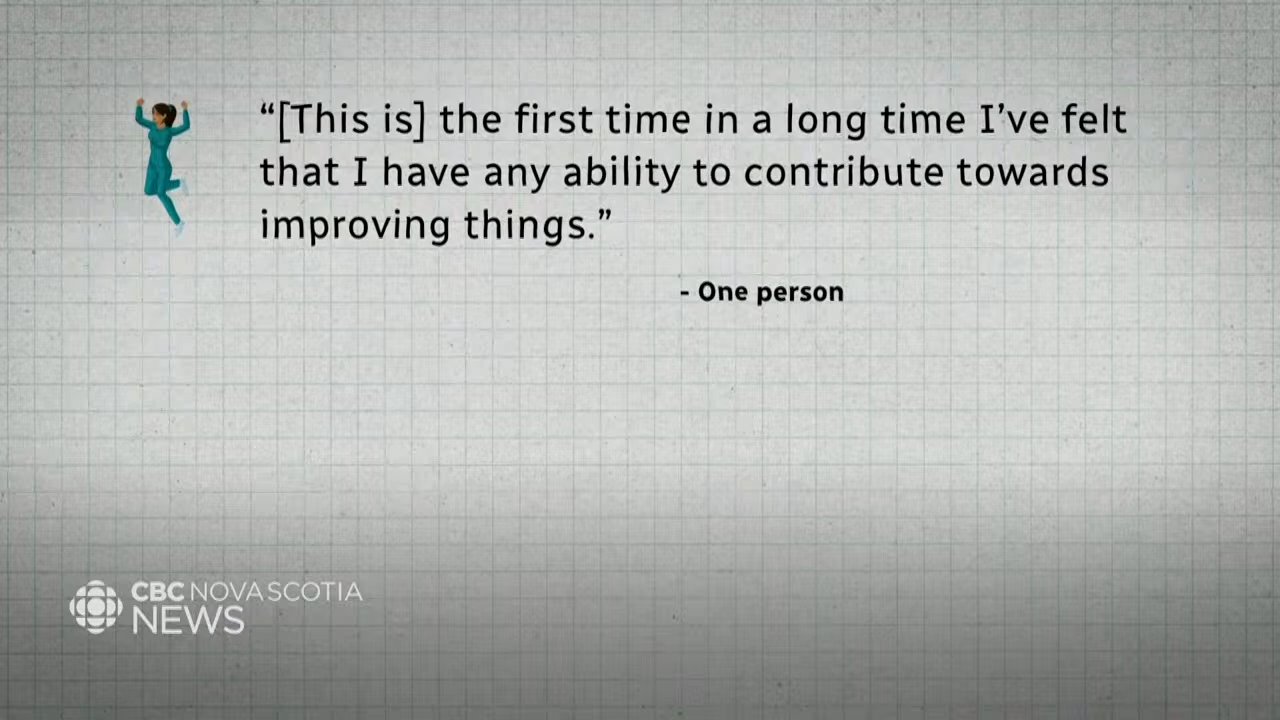 “[This is] the first time in a long time I’ve felt
that I have any ability to contribute towards
improving things.”
- One person
CBC NOVA SCOTIA
NEWS